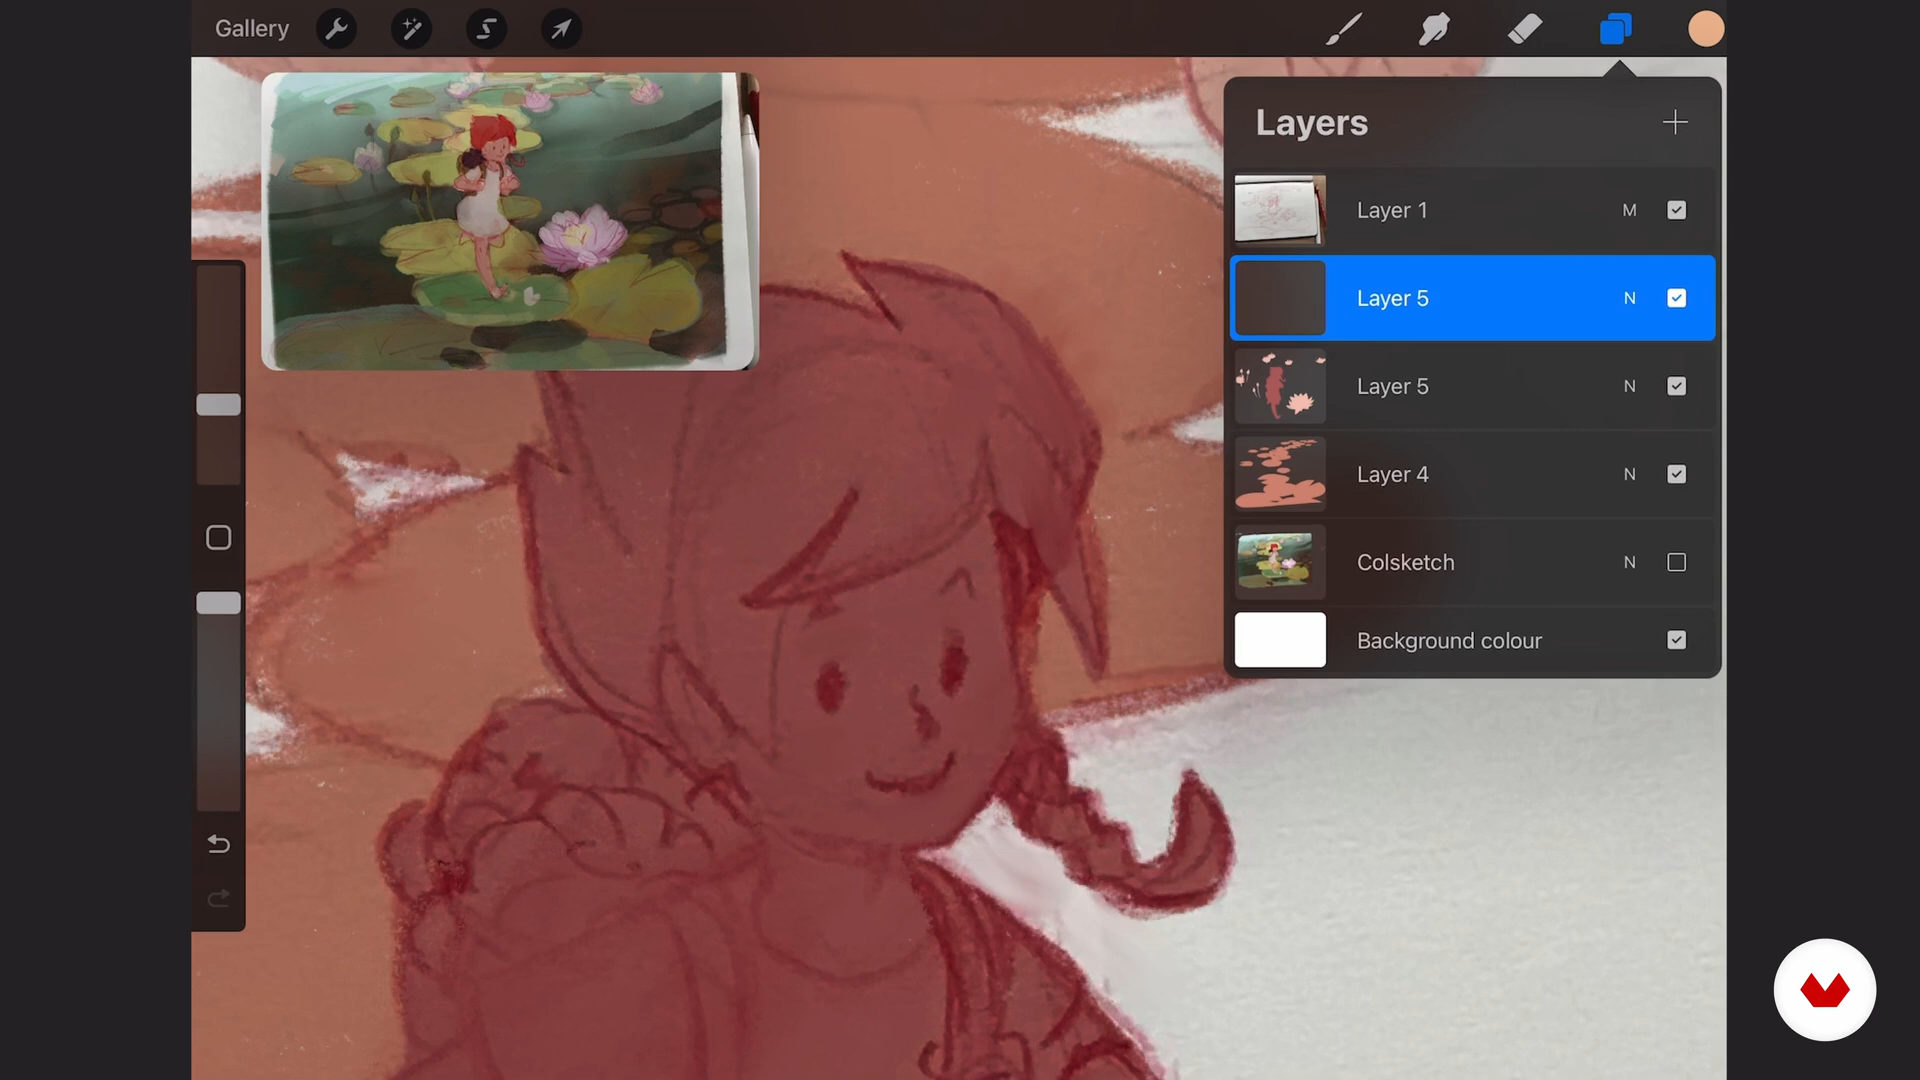 Gallery
Layers
Layer 1 M
Layer 5 N
Layer 5 N
Layer 4 N
Colsketch N
Background colour